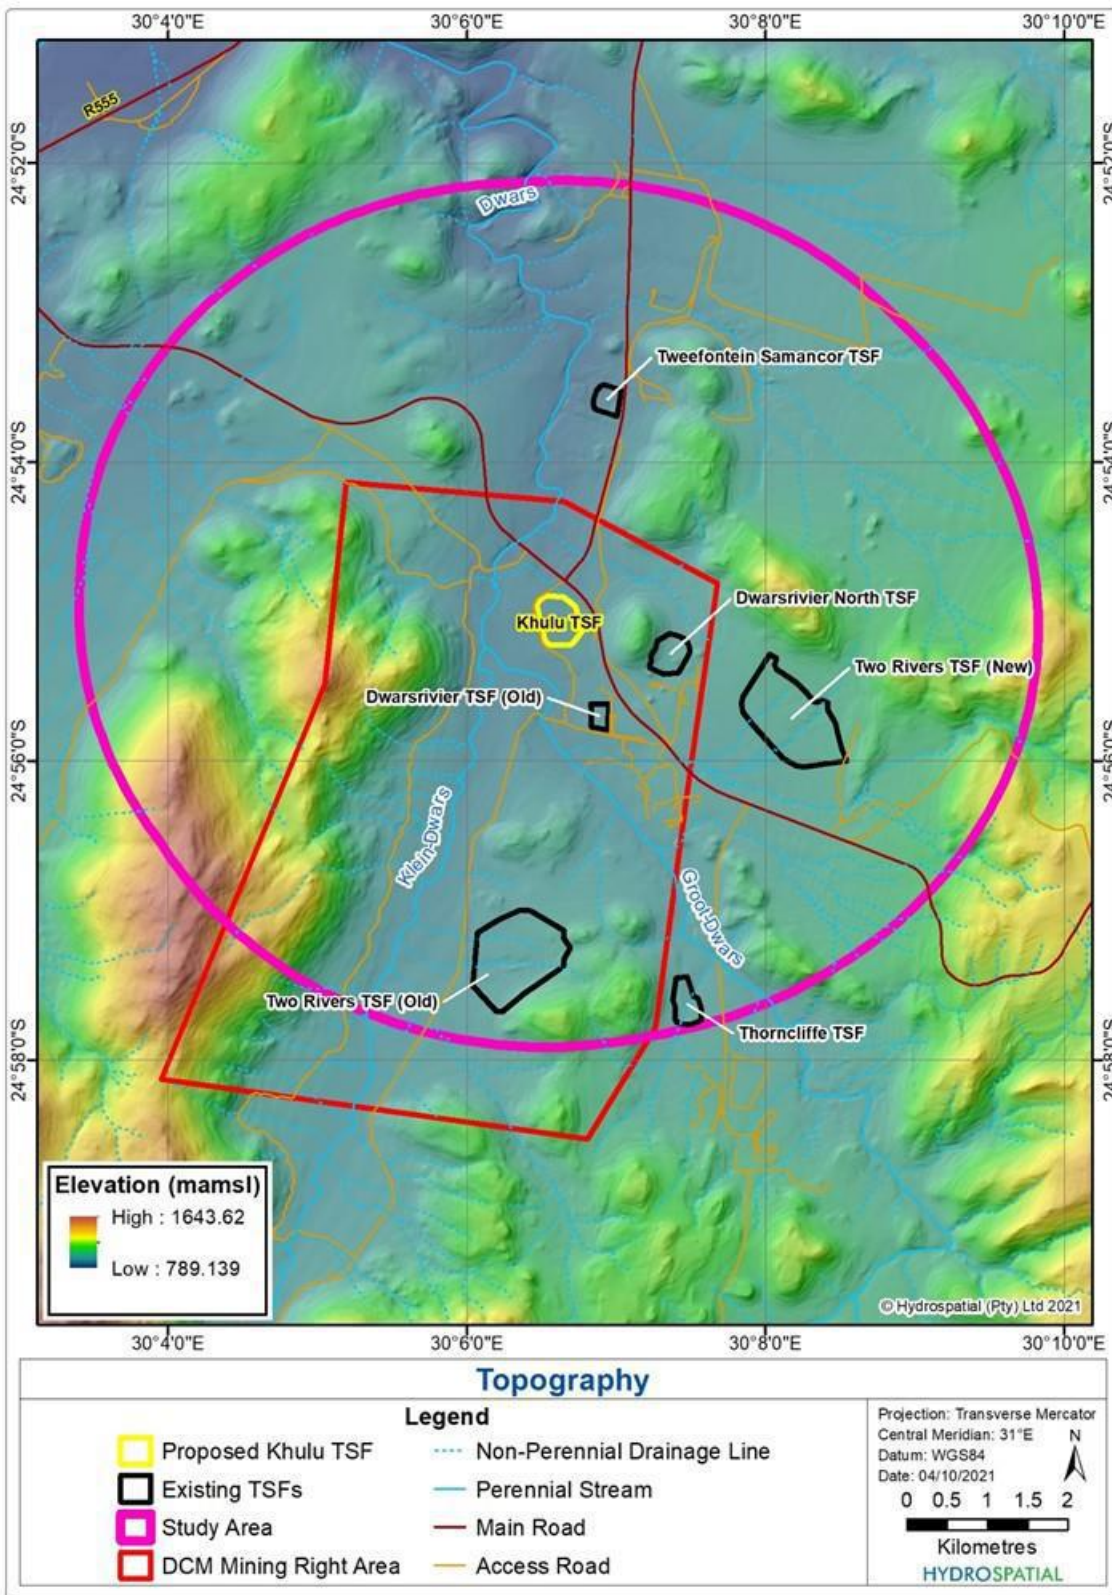 30°4'0"E
30°6'0"E
30°8'0"E
30°10'0"E
R555
24°52'0"S
24°52'0"S
Dwars
Tweefontein Samancor TSF
24°54'0"S
24°54'0"S
Dwarsrivier North TSF
Khulu TSF
Two Rivers TSF (New)
Dwarsrivier TSF (Old)
24°56'0"S
24°56'0"S
Klein-Dwars
Groot-Dwars
Two Rivers TSF (Old)
Thorncliffe TSF
24°58'0"S
24°58'0"S
Elevation (mamsl)
High : 1643.62
Low : 789.139
© Hydrospatial (Pty) Ltd 2021
30°4'0"E
30°6'0"E
30°8'0"E
30°10'0"E
Topography
Legend
Proposed Khulu TSF
Existing TSFs
Study Area
DCM Mining Right Area
Non-Perennial Drainage Line
Perennial Stream
Main Road
Access Road
Projection: Transverse Mercator
Central Meridian: 31°E
Datum: WGS84
Date: 04/10/2021
N
0 0.5 1 1.5 2
Kilometres
HYDROSPATIAL